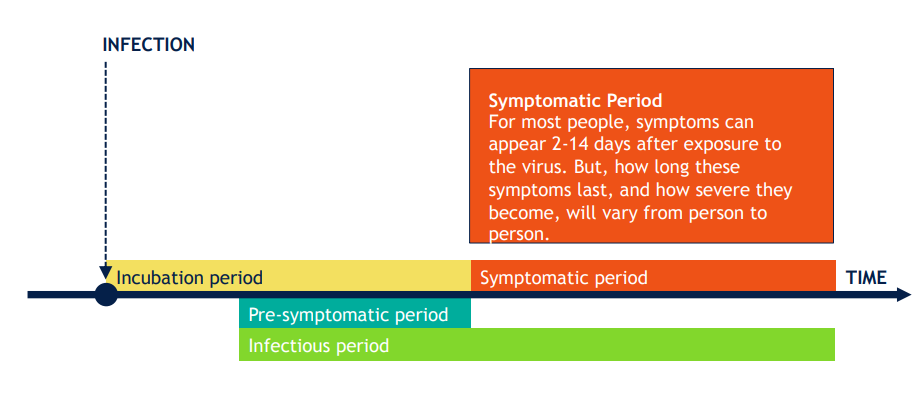 INFECTION
Symptomatic Period
For most people, symptoms can
appear 2-14 days after exposure to
the virus. But, how long these
symptoms last, and how severe they
become, will vary from person to
person.
Incubation period
Symptomatic period
TIME
Pre-symptomatic period
Infectious period